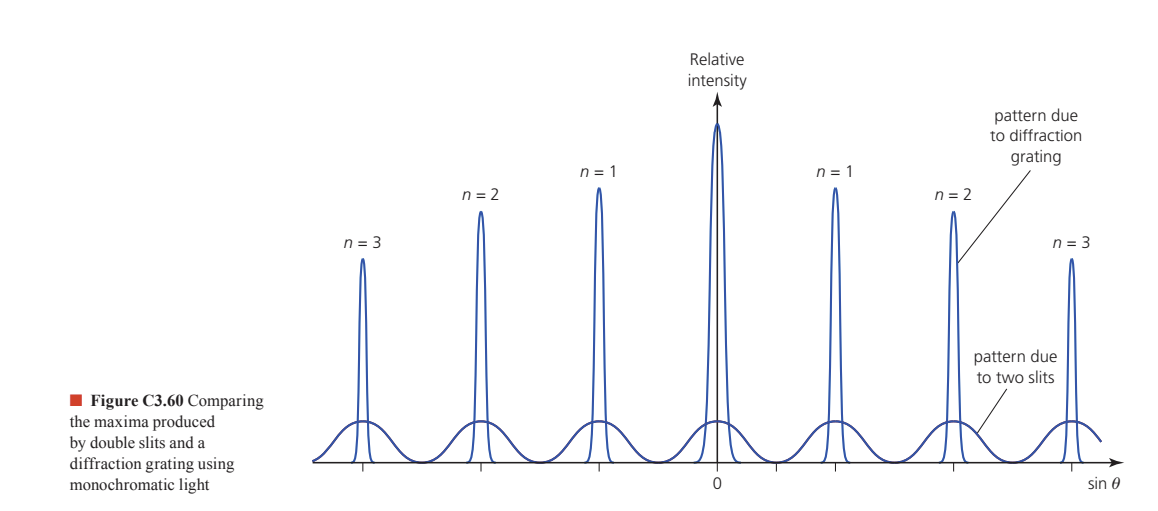 Relative
intensity
pattern due
to diffraction
grating
n = 3
n = 2
n = 1
n = 1
n = 2
n = 3
pattern due
to two slits
■ Figure C3.60 Comparing
the maxima produced
by double slits and a
diffraction grating using
monochromatic light
0
sin θ